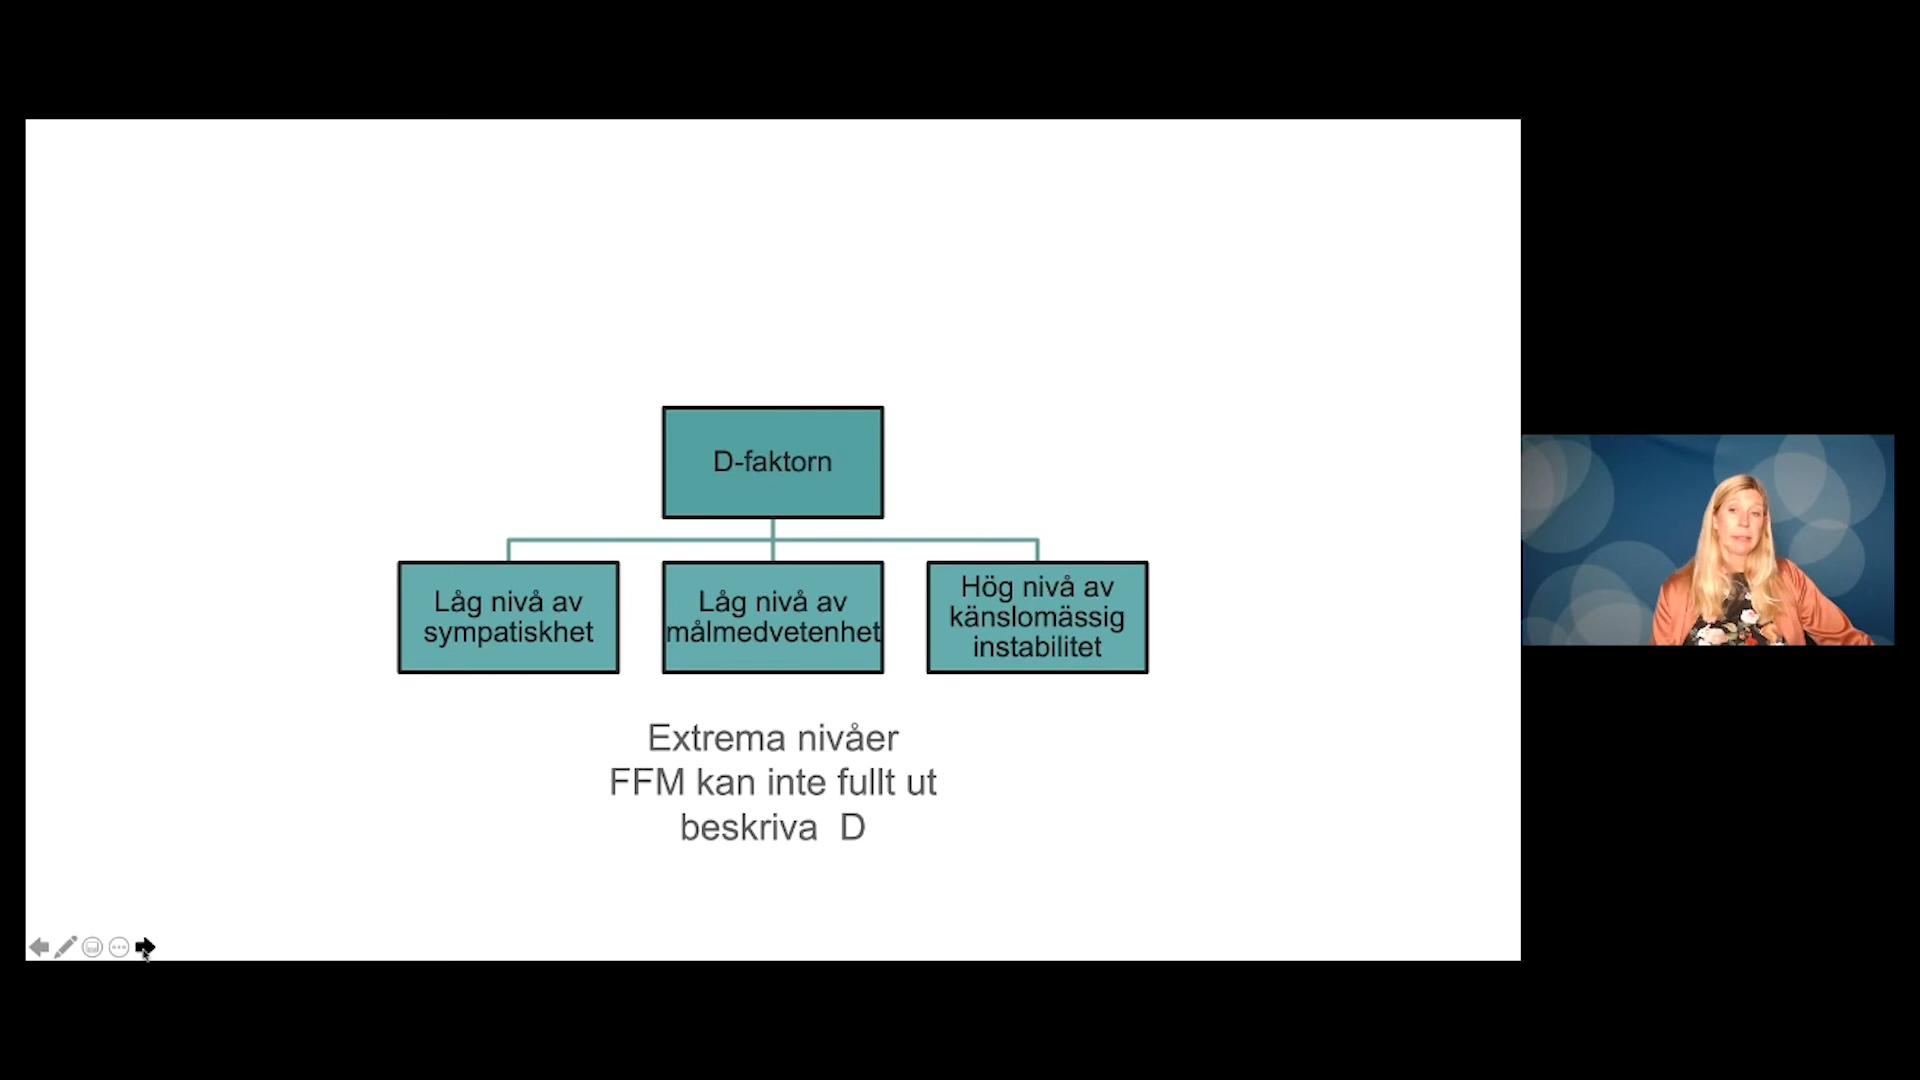 D-faktorn
Låg nivå av
sympatiskhet
Låg nivå av
målmedvetenhet
Hög nivå av
känslomässig
instabilitet
Extrema nivåer
FFM kan inte fullt ut
beskriva  D